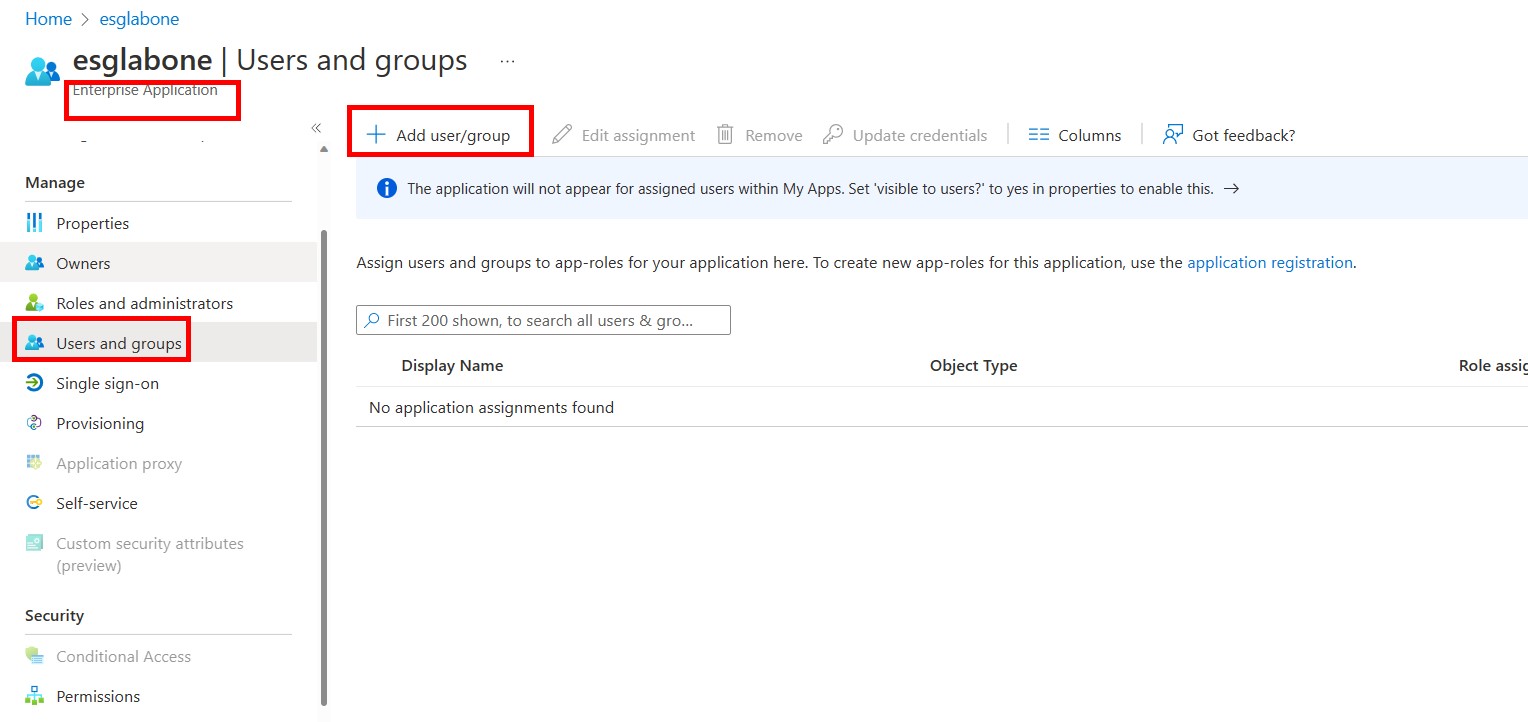 Home > esglabone
esglabone | Users and groups ...
Enterprise Application
«
Add user/group
Edit assignment
Remove
Update credentials
Columns
Got feedback?
The application will not appear for assigned users within My Apps. Set 'visible to users?' to yes in properties to enable this. →
Manage
Properties
Owners
Roles and administrators
Users and groups
Single sign-on
Provisioning
Application proxy
Self-service
Custom security attributes
(preview)
Security
Conditional Access
Permissions
Assign users and groups to app-roles for your application here. To create new app-roles for this application, use the application registration.
First 200 shown, to search all users & gro...
Display Name
Object Type
Role assig
No application assignments found